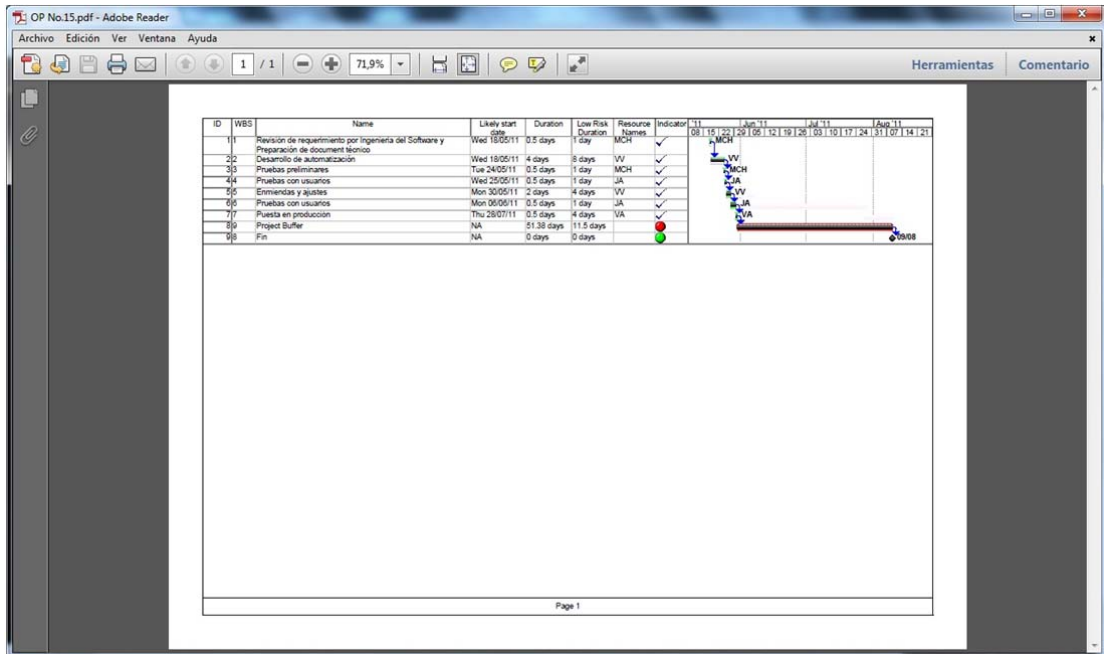 OP No.15.pdf - Adobe Reader
Archivo Edición Ver Ventana Ayuda
1 / 1 71,9% Herramientas Comentario
ID WBS Name Likely start date Duration Low Risk Duration Resource Names Indicator '11 Jun '11 Jul '11 Aug '11
08 15 22 29 05 12 19 26 03 10 17 24 31 07 14 21
1 1 Revisión de requerimiento por Ingeniería del Software y Preparación de document técnico Wed 18/05/11 0.5 days 1 day MCH MCH
2 2 Desarrollo de automatización Wed 18/05/11 4 days 8 days VV VV
3 3 Pruebas preliminares Tue 24/05/11 0.5 days 1 day MCH MCH
4 4 Pruebas con usuarios Wed 25/05/11 0.5 days 1 day JA JA
5 5 Enmiendas y ajustes Mon 30/05/11 2 days 4 days VV VV
6 6 Pruebas con usuarios Mon 06/06/11 0.5 days 1 day JA JA
7 7 Puesta en producción Thu 28/07/11 0.5 days 4 days VA VA
8 9 Project Buffer NA 51.38 days 11.5 days
9 8 Fin NA 0 days 0 days 09/08
Page 1